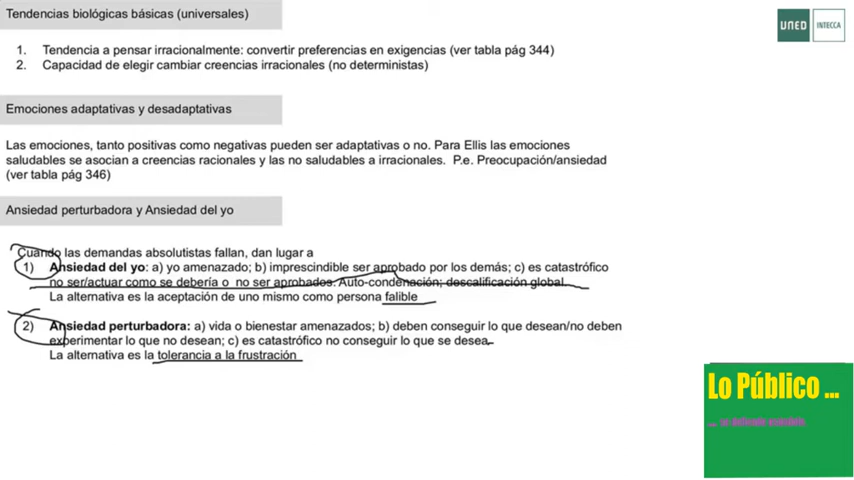 Tendencias biológicas básicas (universales)
UNED
INTECCA
1. Tendencia a pensar irracionalmente: convertir preferencias en exigencias (ver tabla pág 344)
2. Capacidad de elegir cambiar creencias irracionales (no deterministas)
Emociones adaptativas y desadaptativas
Las emociones, tanto positivas como negativas pueden ser adaptativas o no. Para Ellis las emociones
saludables se asocian a creencias racionales y las no saludables a irracionales. P.e. Preocupación/ansiedad
(ver tabla pág 346)
Ansiedad perturbadora y Ansiedad del yo
Cuando las demandas absolutistas fallan, dan lugar a
1) Ansiedad del yo: a) yo amenazado; b) imprescindible ser aprobado por los demás; c) es catastrófico
no ser/actuar como se debería o no ser aprobados. Auto-condenación; descalificación global.
La alternativa es la aceptación de uno mismo como persona falible
2) Ansiedad perturbadora: a) vida o bienestar amenazados; b) deben conseguir lo que desean/no deben
experimentar lo que no desean; c) es catastrófico no conseguir lo que se desea.
La alternativa es la tolerancia a la frustración
Lo Público ...